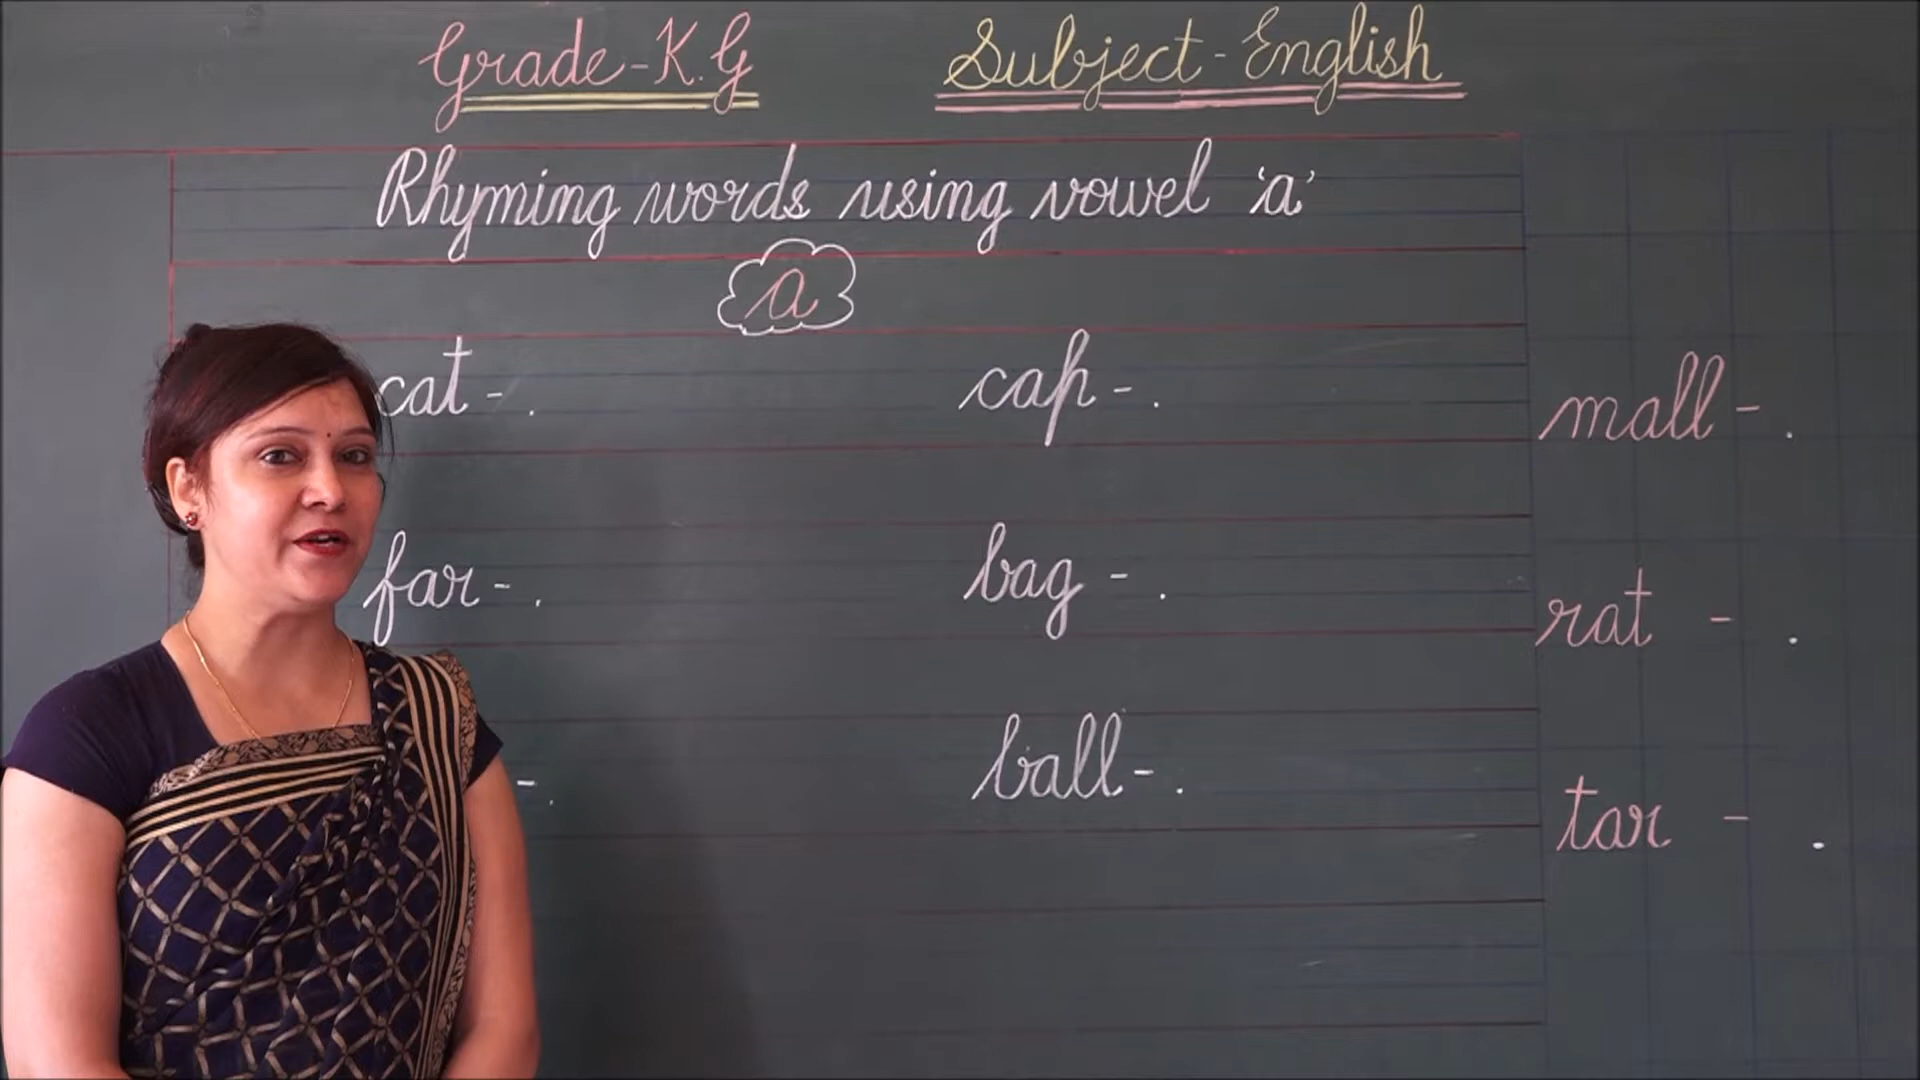 Grade-K.G Subject-English
Rhyming words using vowel 'a'
a
cat - . cap - . mall - .
far - . bag - . rat - .
- . ball - . tar - .